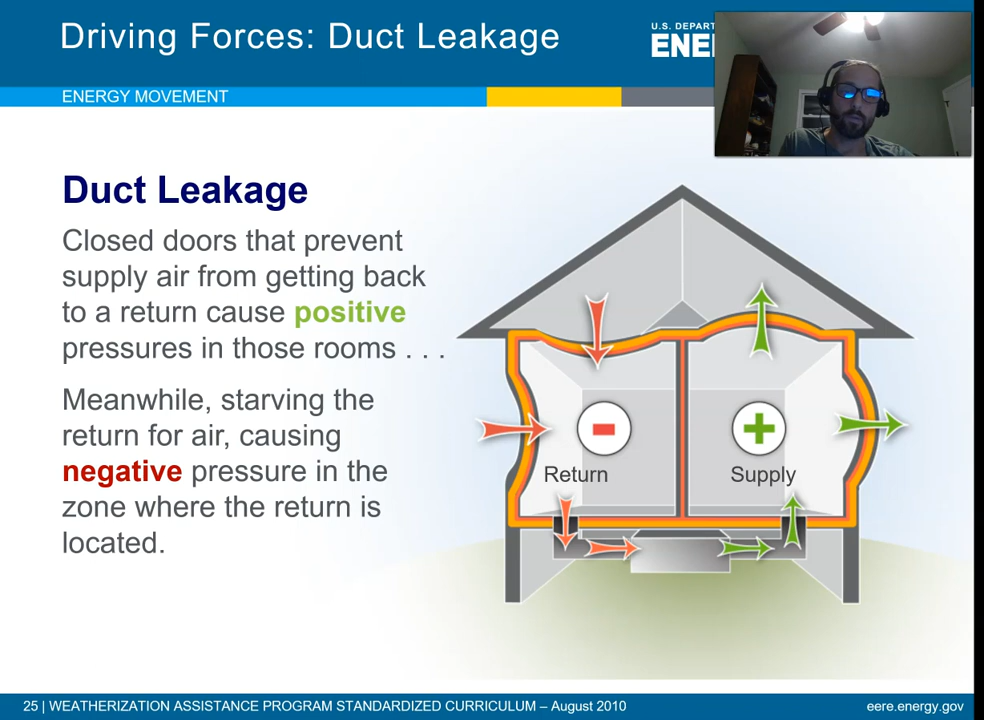 Driving Forces: Duct Leakage
U.S. DEPART
ENE
ENERGY MOVEMENT
Duct Leakage
Closed doors that prevent
supply air from getting back
to a return cause positive
pressures in those rooms . . .
Meanwhile, starving the
return for air, causing
negative pressure in the
zone where the return is
located.
Return
Supply
25 | WEATHERIZATION ASSISTANCE PROGRAM STANDARDIZED CURRICULUM – August 2010
eere.energy.gov